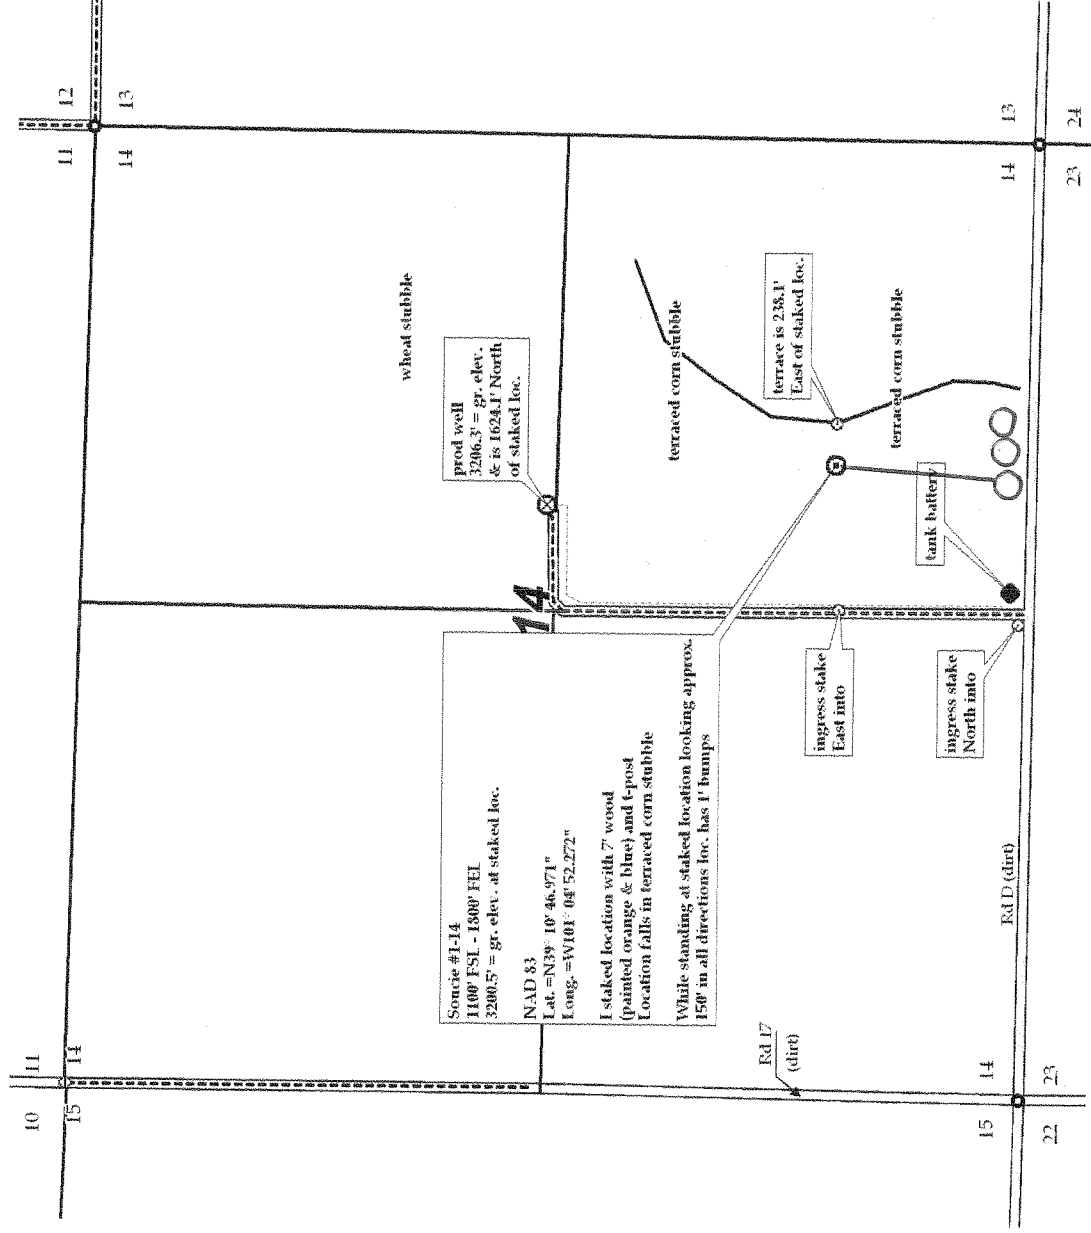 10
11
15
14
11
12
14
13
wheat stubble
prod well
3206.3' = gr. elev.
& is 1624.1' North
of staked loc.
14
Soucie #1-14
1100' FSL - 1800' FEL
3200.5' = gr. elev. at staked loc.
NAD 83
Lat. =N39° 10' 46.971"
Long. =W101° 04' 52.272"
I staked location with 7' wood
(painted orange & blue) and t-post
Location falls in terraced corn stubble
While standing at staked location looking approx.
150' in all directions loc. has 1' bumps
terraced corn stubble
terrace is 238.1'
East of staked loc.
terraced corn stubble
ingress stake
East into
tank battery
ingress stake
North into
Rd 17
(dirt)
Rd D (dirt)
15
14
22
23
14
13
23
24